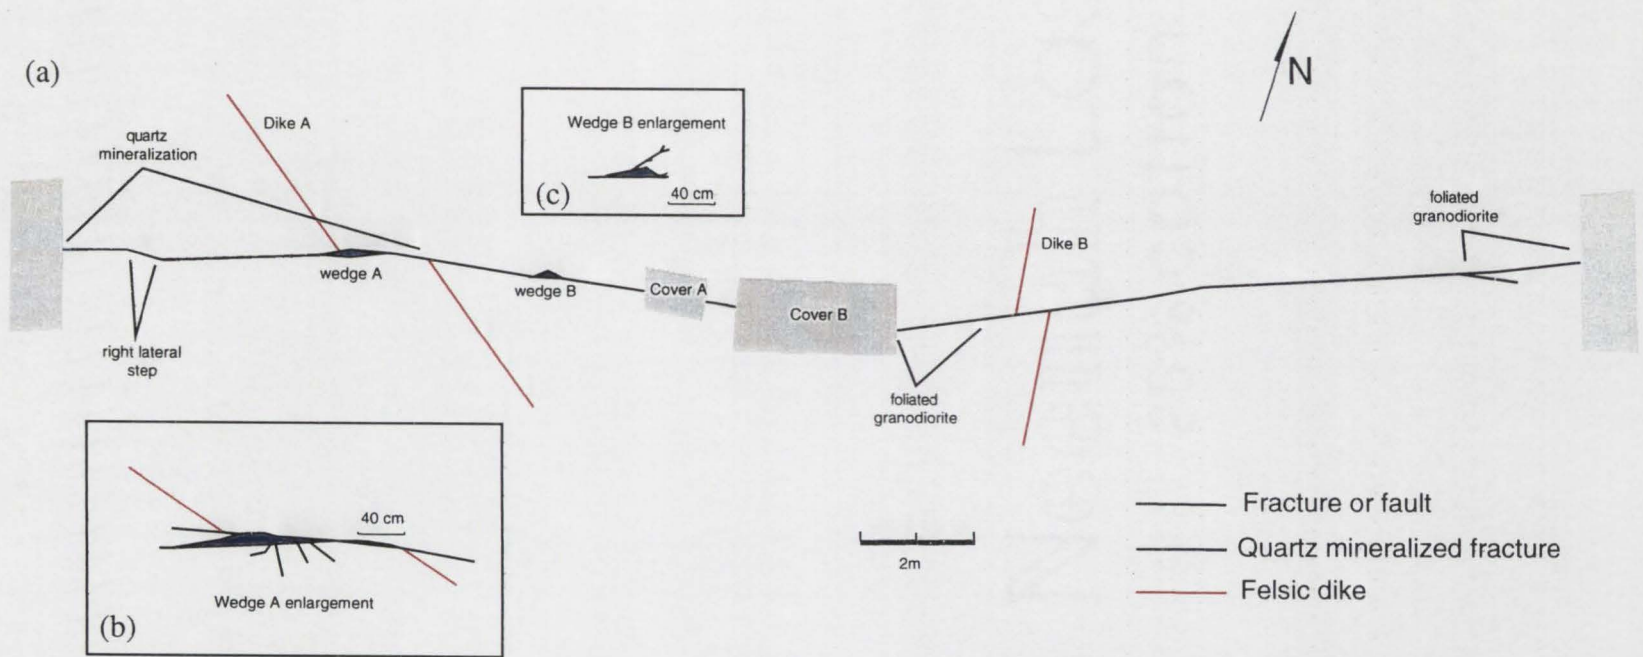 (a)
N
Dike A
quartz
mineralization
Wedge B enlargement
(c)
40 cm
foliated
granodiorite
Dike B
wedge A
wedge B
Cover A
Cover B
right lateral
step
foliated
granodiorite
40 cm
Wedge A enlargement
(b)
2m
Fracture or fault
Quartz mineralized fracture
Felsic dike